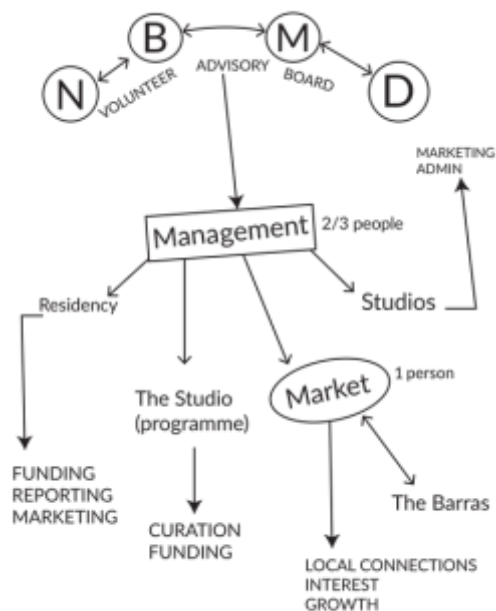 N
B
M
D
VOLUNTEER
ADVISORY
BOARD
MARKETING
ADMIN
Management
2/3 people
Residency
Studios
The Studio
(programme)
Market
1 person
FUNDING
REPORTING
MARKETING
CURATION
FUNDING
The Barras
LOCAL CONNECTIONS
INTEREST
GROWTH